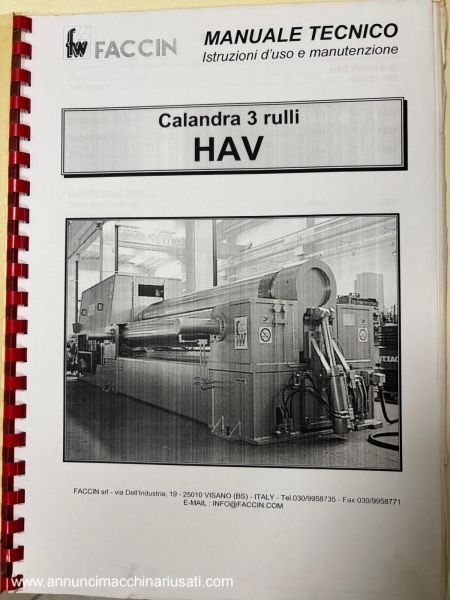 FACCIN
MANUALE TECNICO
Istruzioni d'uso e manutenzione
Calandra 3 rulli
HAV
FACCIN srl - via Dell'Industria, 19 - 25010 VISANO (BS) - ITALY - Tel.030/9958735 - Fax 030/9958771
E-MAIL : INFO@FACCIN.COM
www.annuncimacchinariusati.com